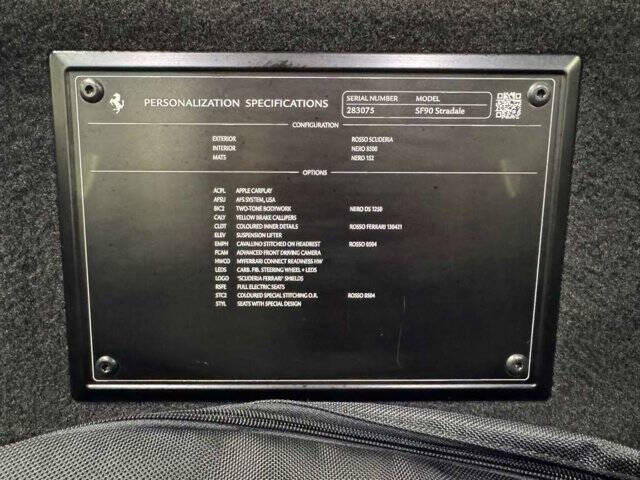 PERSONALIZATION SPECIFICATIONS
SERIAL NUMBER MODEL
283075 SF90 Stradale
CONFIGURATION
EXTERIOR ROSSO SCUDERIA
INTERIOR NERO 8500
MATS NERO 152
OPTIONS
ACPL APPLE CARPLAY
AFSU AFS SYSTEM, USA
BIC2 TWO-TONE BODYWORK NERO DS 1250
CALY YELLOW BRAKE CALLIPERS
CLDT COLOURED INNER DETAILS ROSSO FERRARI 130421
ELEV SUSPENSION LIFTER
EMPH CAVALLINO STITCHED ON HEADREST ROSSO 0504
FCAM ADVANCED FRONT DRIVING CAMERA
HWCO MYFERRARI CONNECT READINESS HW
LEDS CARB. FIB. STEERING WHEEL + LEDS
LOGO "SCUDERIA FERRARI" SHIELDS
RSFE FULL ELECTRIC SEATS
STC2 COLOURED SPECIAL STITCHING O.R. ROSSO 0504
STYL SEATS WITH SPECIAL DESIGN